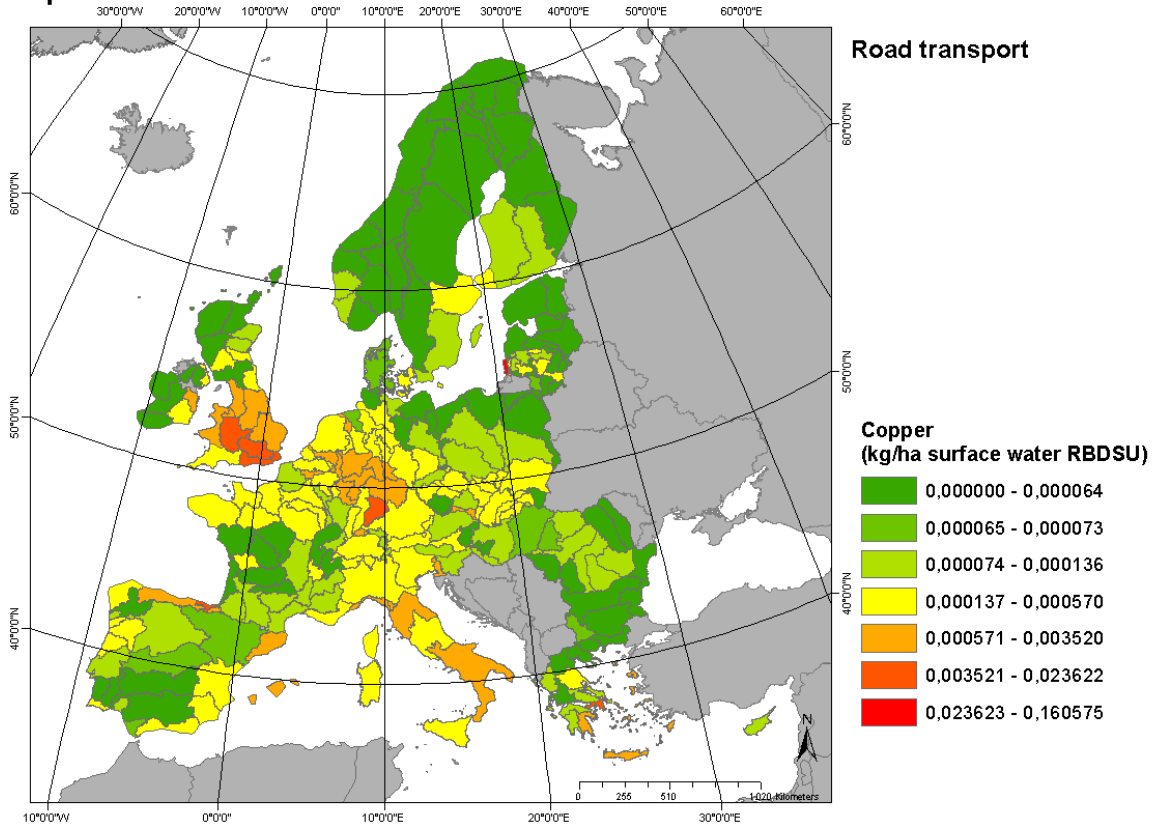 30°0'0"W 20°0'0"W 10°0'0"W 0°0'0" 10°0'0"E 20°0'0"E 30°0'0"E 40°0'0"E 50°0'0"E 60°0'0"E
Road transport
60°0'0"N
60°0'0"N
50°0'0"N
50°0'0"N
40°0'0"N
40°0'0"N
Copper
(kg/ha surface water RBDSU)
0,000000 - 0,000064
0,000065 - 0,000073
0,000074 - 0,000136
0,000137 - 0,000570
0,000571 - 0,003520
0,003521 - 0,023622
0,023623 - 0,160575
N
0 255 510 1 020 Kilometers
10°0'0"W 0°0'0"E 10°0'0"E 20°0'0"E 30°0'0"E